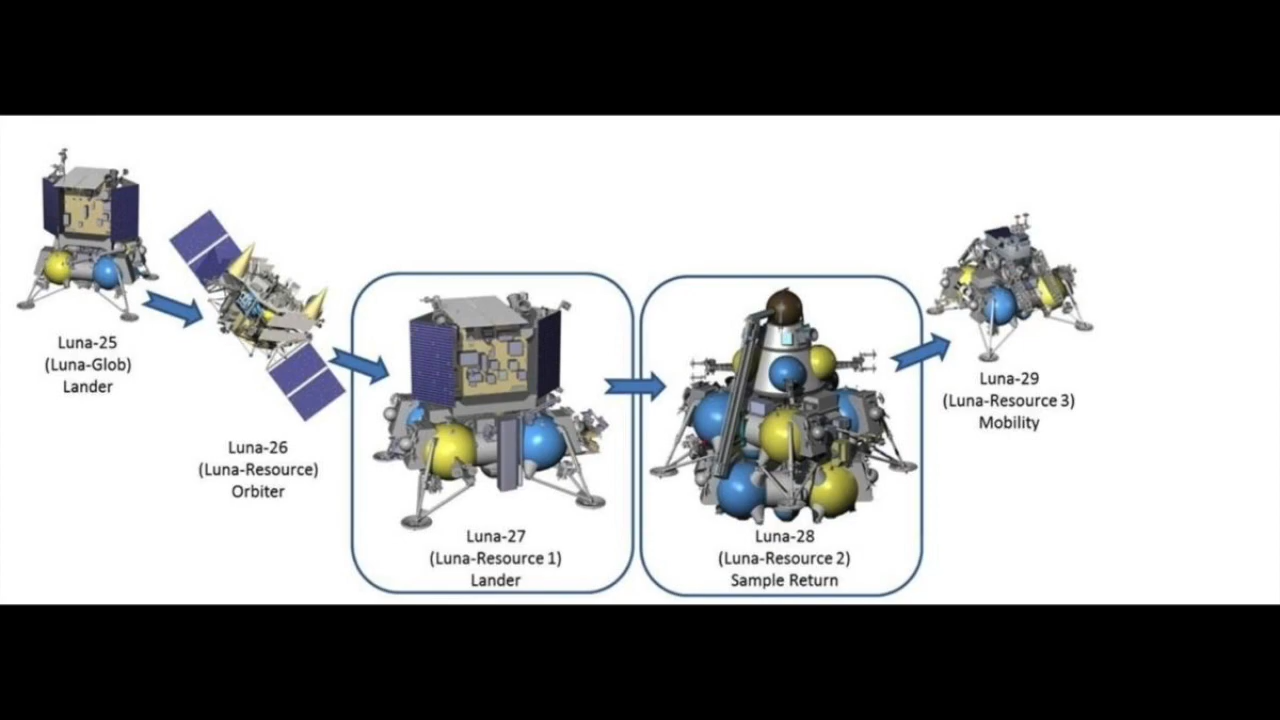 Luna-25
(Luna-Glob)
Lander
Luna-26
(Luna-Resource)
Orbiter
Luna-27
(Luna-Resource 1)
Lander
Luna-28
(Luna-Resource 2)
Sample Return
Luna-29
(Luna-Resource 3)
Mobility